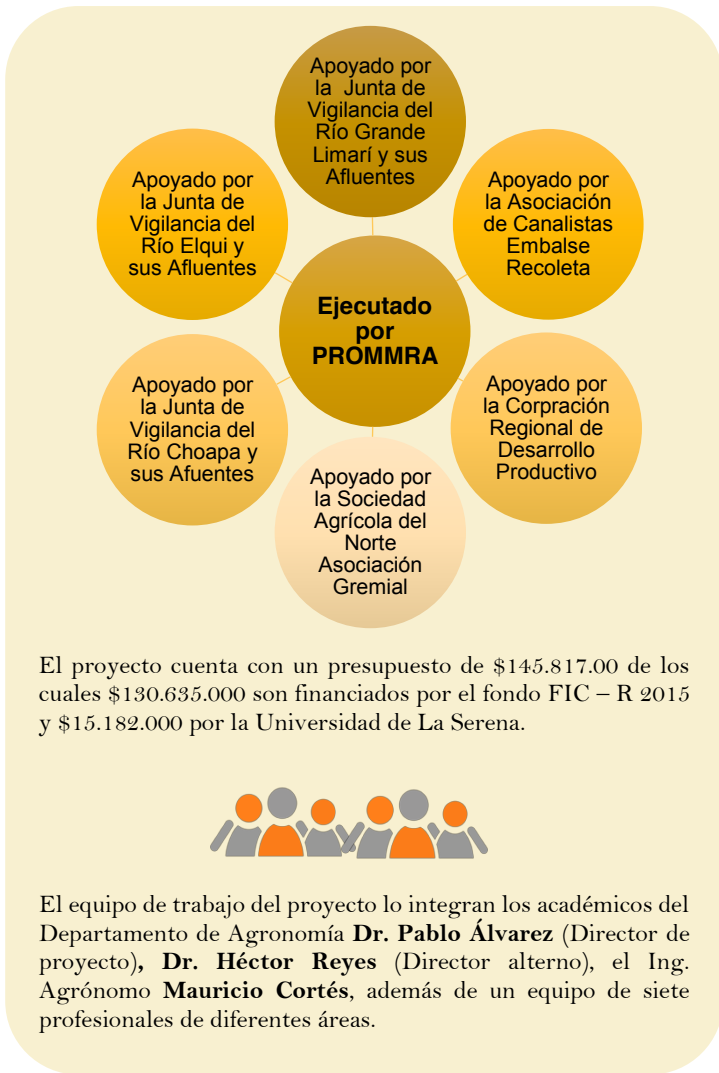 Apoyado por
la Junta de
Vigilancia del
Río Grande
Limarí y sus
Afluentes
Apoyado por
la Asociación
de Canalistas
Embalse
Recoleta
Apoyado por
la Corpración
Regional de
Desarrollo
Productivo
Apoyado por
la Sociedad
Agrícola del
Norte
Asociación
Gremial
Apoyado por
la Junta de
Vigilancia del
Río Choapa y
sus Afuentes
Apoyado por
la Junta de
Vigilancia del
Río Elqui y
sus Afluentes
Ejecutado
por
PROMMRA
El proyecto cuenta con un presupuesto de $145.817.00 de los
cuales $130.635.000 son financiados por el fondo FIC – R 2015
y $15.182.000 por la Universidad de La Serena.
El equipo de trabajo del proyecto lo integran los académicos del
Departamento de Agronomía Dr. Pablo Álvarez (Director de
proyecto), Dr. Héctor Reyes (Director alterno), el Ing.
Agrónomo Mauricio Cortés, además de un equipo de siete
profesionales de diferentes áreas.